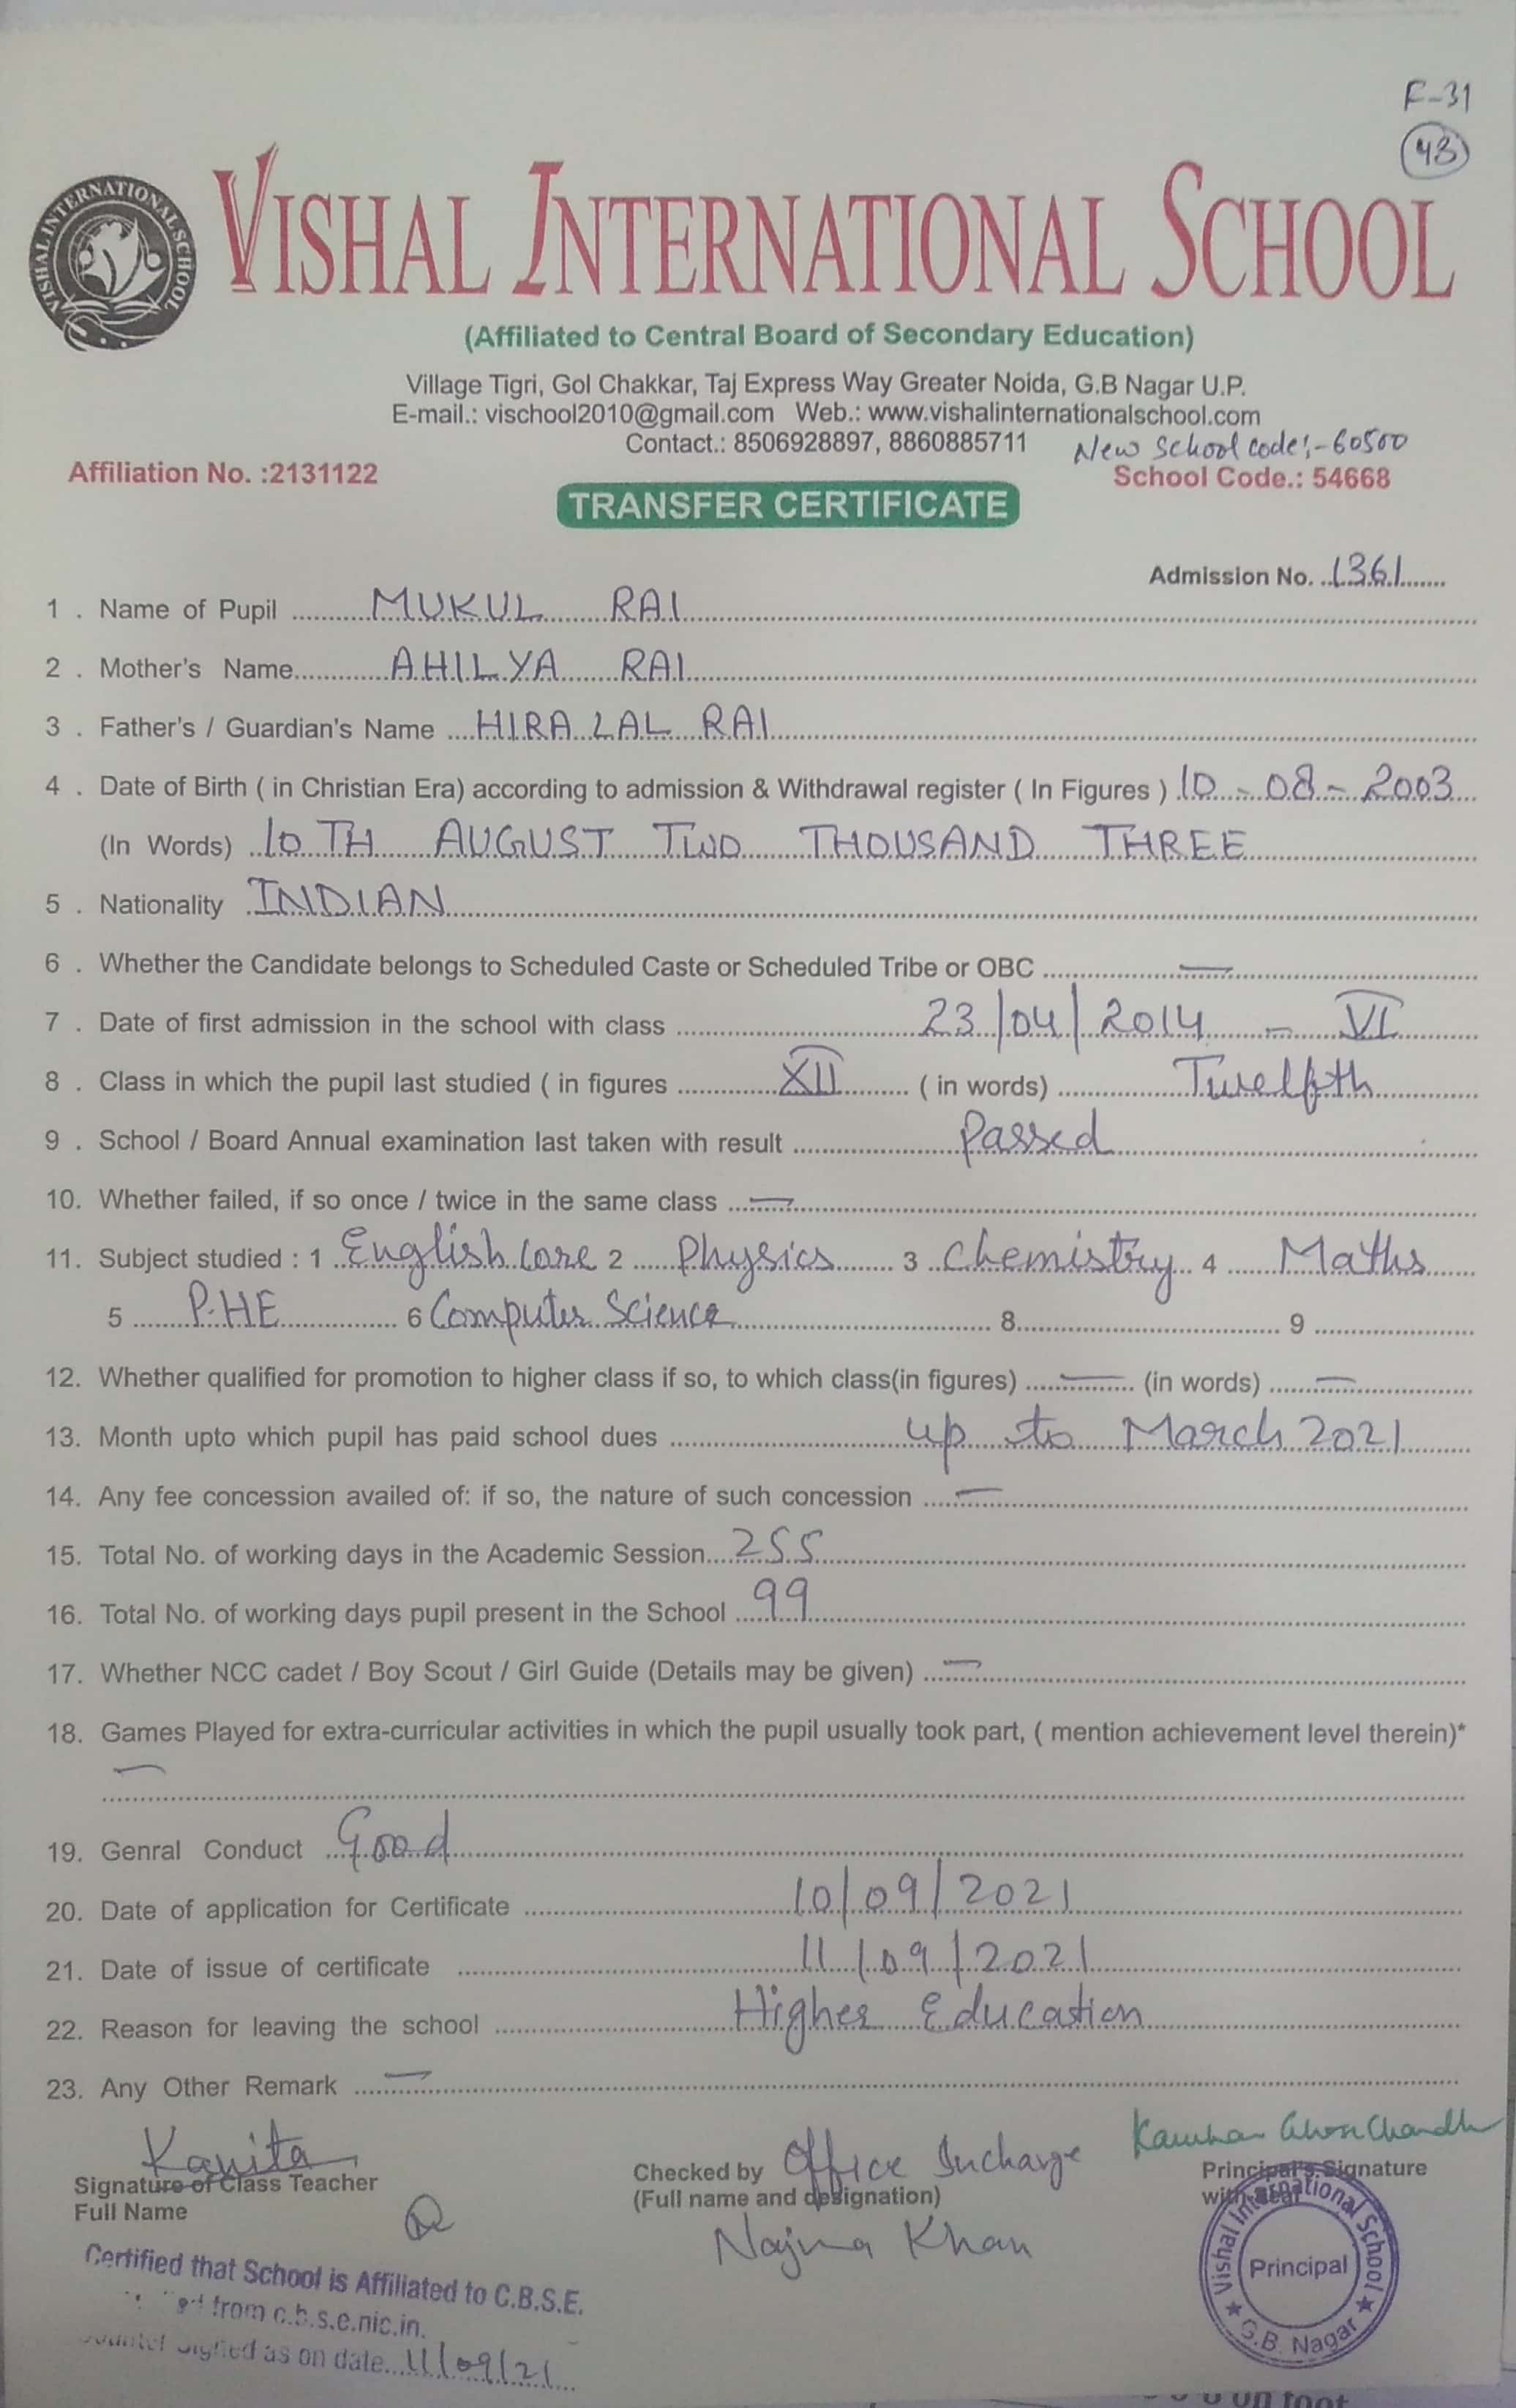 F-31
43
VISHAL INTERNATIONAL SCHOOL
VISHAL INTERNATIONAL SCHOOL
(Affiliated to Central Board of Secondary Education)
Village Tigri, Gol Chakkar, Taj Express Way Greater Noida, G.B Nagar U.P.
E-mail.: vischool2010@gmail.com Web.: www.vishalinternationalschool.com
Contact.: 8506928897, 8860885711 New School code:- 60500
Affiliation No. :2131122 School Code.: 54668
TRANSFER CERTIFICATE
Admission No. 1361
1 . Name of Pupil MUKUL RAI
2 . Mother's Name AHILYA RAI
3 . Father's / Guardian's Name HIRA LAL RAI
4 . Date of Birth ( in Christian Era) according to admission & Withdrawal register ( In Figures ) 10 - 08 - 2003
(In Words) 10 TH AUGUST TWO THOUSAND THREE
5 . Nationality INDIAN
6 . Whether the Candidate belongs to Scheduled Caste or Scheduled Tribe or OBC —
7 . Date of first admission in the school with class 23/04/2014 - VI
8 . Class in which the pupil last studied ( in figures XII ( in words) Twelfth
9 . School / Board Annual examination last taken with result Passed
10. Whether failed, if so once / twice in the same class —
11. Subject studied : 1 English Core 2 Physics 3 Chemistry 4 Maths
5 P.HE 6 Computer Science 8 9
12. Whether qualified for promotion to higher class if so, to which class(in figures) — (in words) —
13. Month upto which pupil has paid school dues up to March 2021
14. Any fee concession availed of: if so, the nature of such concession —
15. Total No. of working days in the Academic Session 255
16. Total No. of working days pupil present in the School 99
17. Whether NCC cadet / Boy Scout / Girl Guide (Details may be given) —
18. Games Played for extra-curricular activities in which the pupil usually took part, ( mention achievement level therein)*
—
19. Genral Conduct Good
20. Date of application for Certificate 10/09/2021
21. Date of issue of certificate 11/09/2021
22. Reason for leaving the school Higher Education
23. Any Other Remark —
Kavita
Signature of Class Teacher
Full Name
Checked by Office Incharge
(Full name and designation)
Najma Khan
Principal's Signature
with Seal
Vishal International School
Principal
G.B. Nagar
Certified that School is Affiliated to C.B.S.E.
from c.b.s.e.nic.in.
Signed as on date 11/09/21
on foot